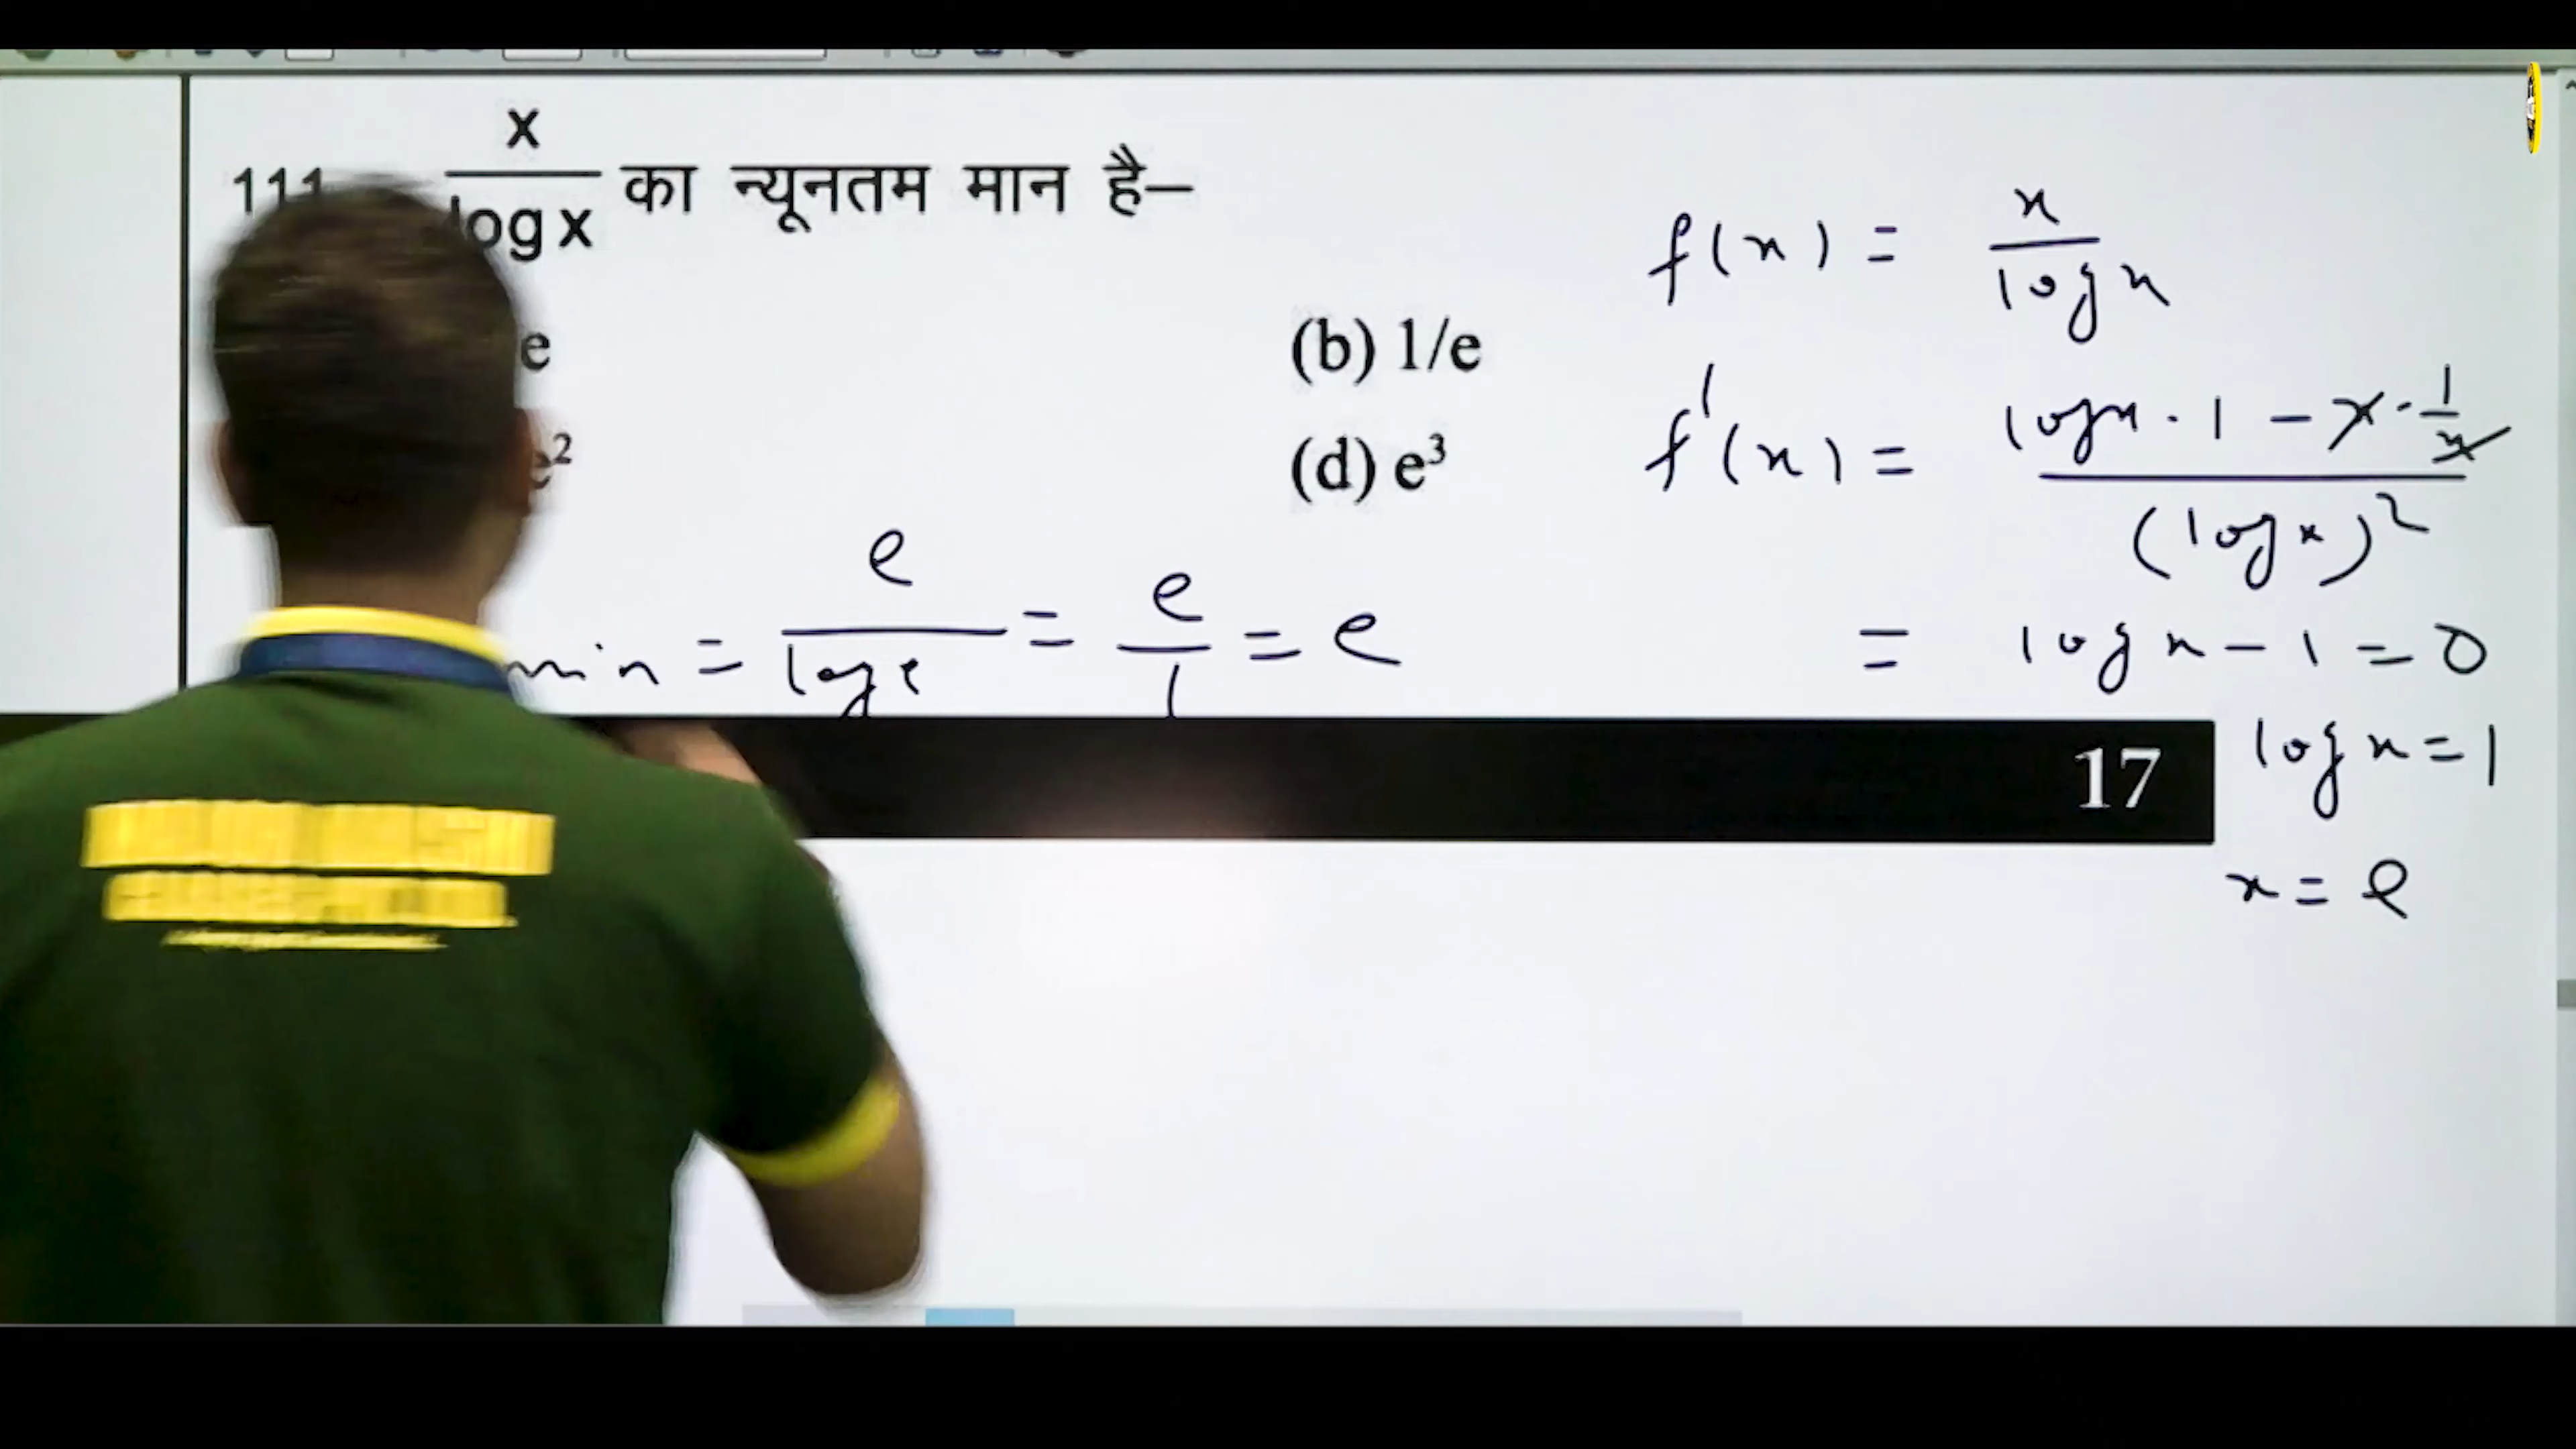 111 x/log x का न्यूनतम मान है–
e
(b) 1/e
e²
(d) e³
min = e/log e = e/1 = e
17
f(x) = x/log x
f'(x) = log x · 1 – x · 1/x / (log x)²
= log x – 1 = 0
log x = 1
x = e